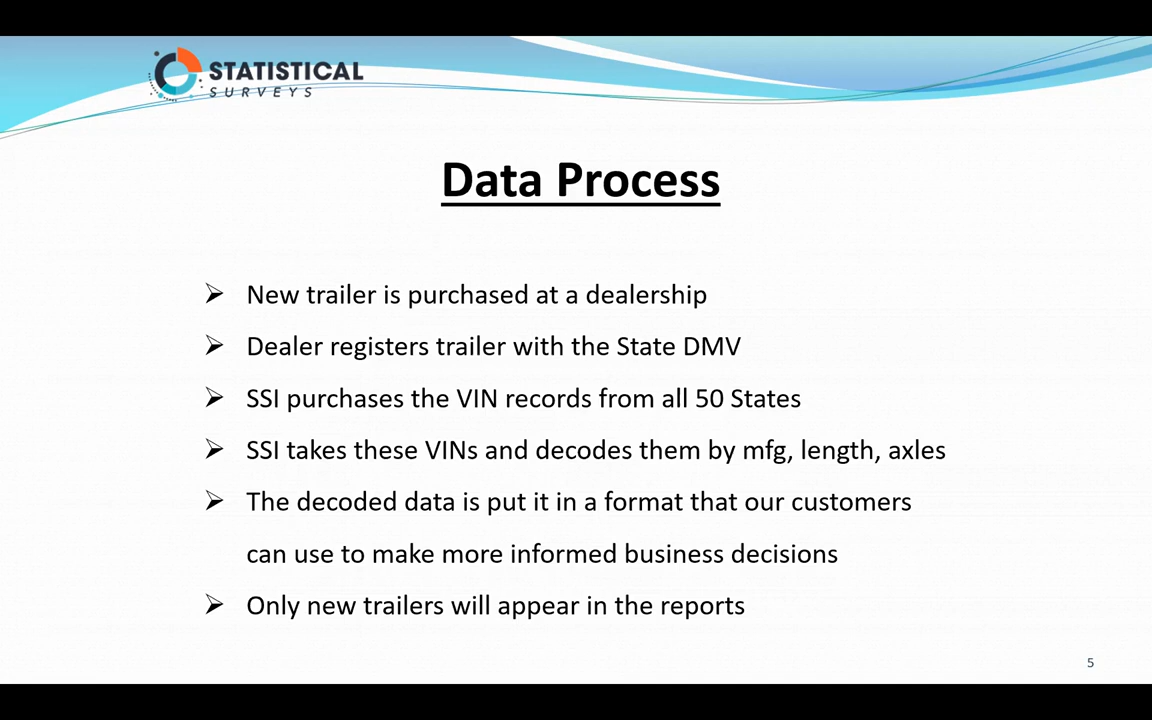 STATISTICAL
SURVEYS
Data Process
➢ New trailer is purchased at a dealership
➢ Dealer registers trailer with the State DMV
➢ SSI purchases the VIN records from all 50 States
➢ SSI takes these VINs and decodes them by mfg, length, axles
➢ The decoded data is put it in a format that our customers
can use to make more informed business decisions
➢ Only new trailers will appear in the reports
5